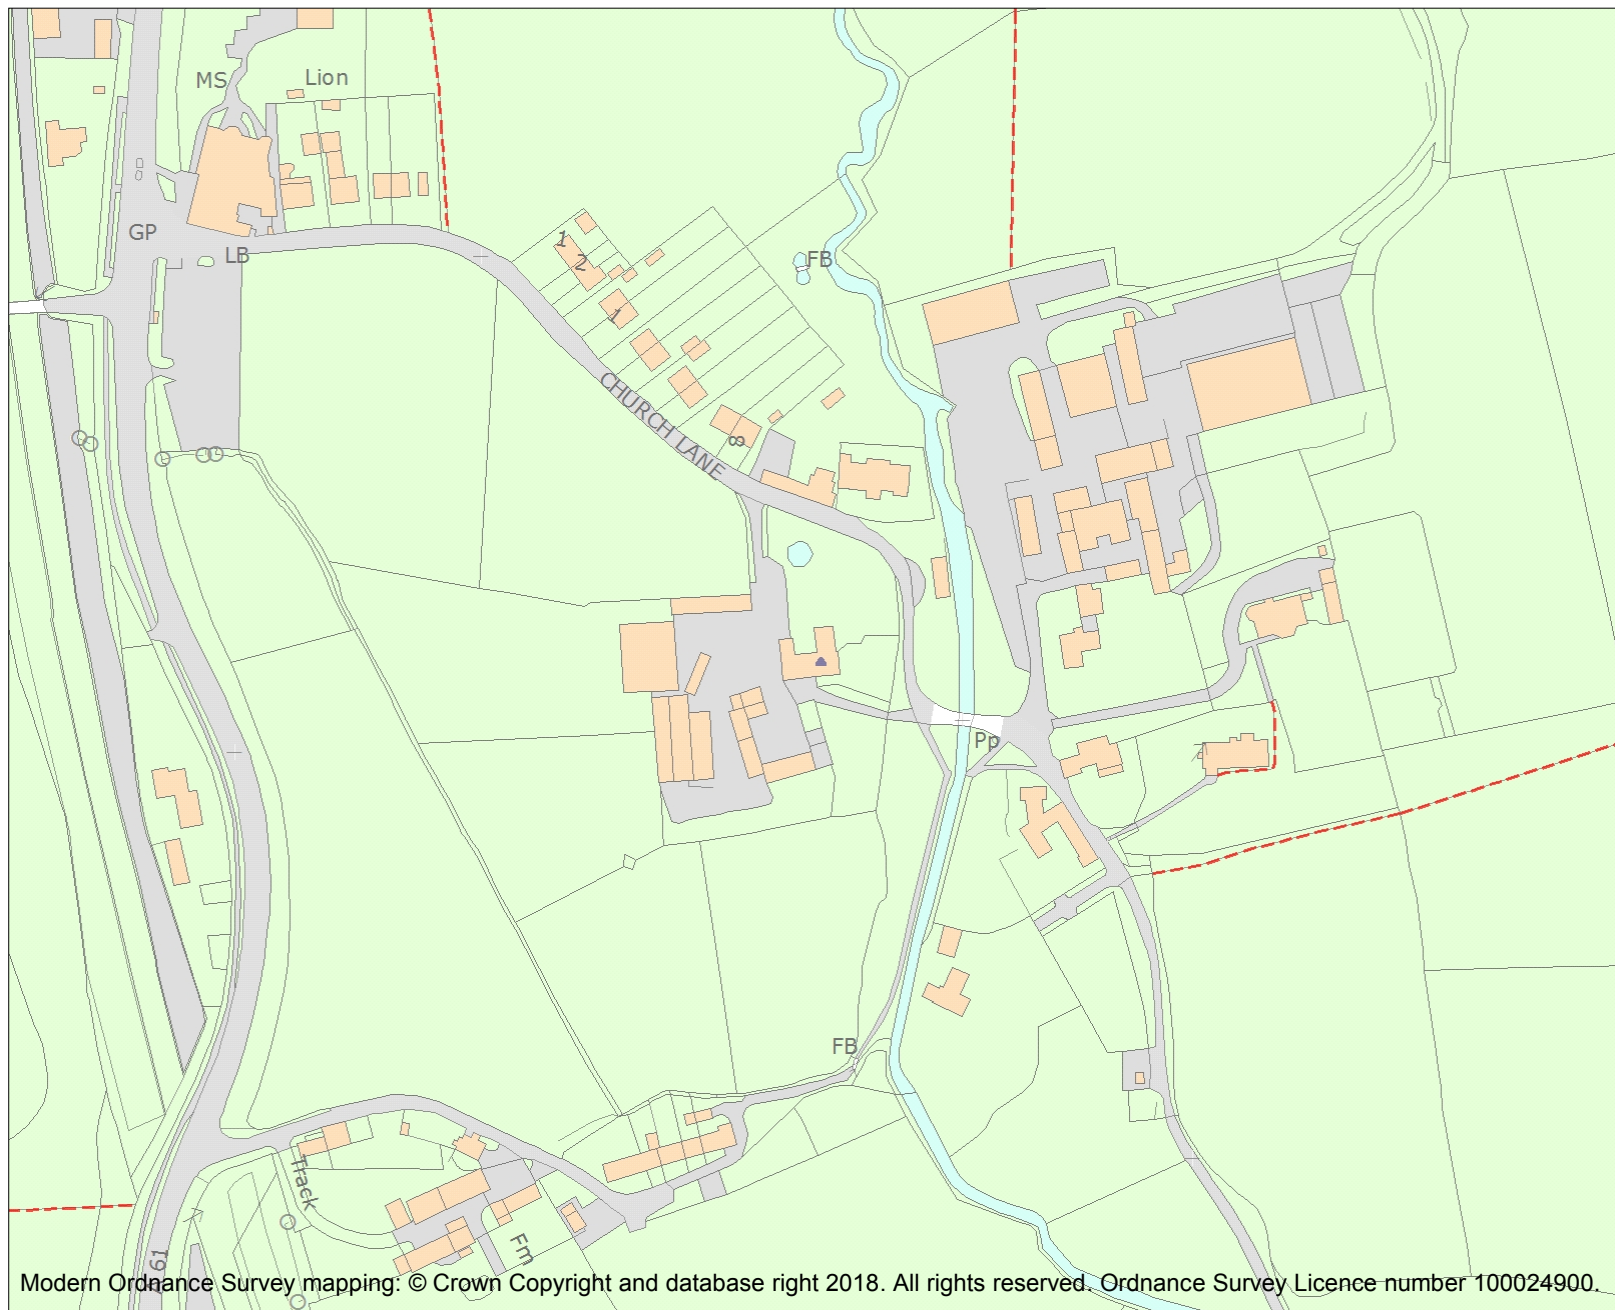 MS
Lion
GP
LB
1
2
1
FB
CHURCH LANE
8
Pp
FB
Track
Fm
61
Modern Ordnance Survey mapping: © Crown Copyright and database right 2018. All rights reserved. Ordnance Survey Licence number 100024900.